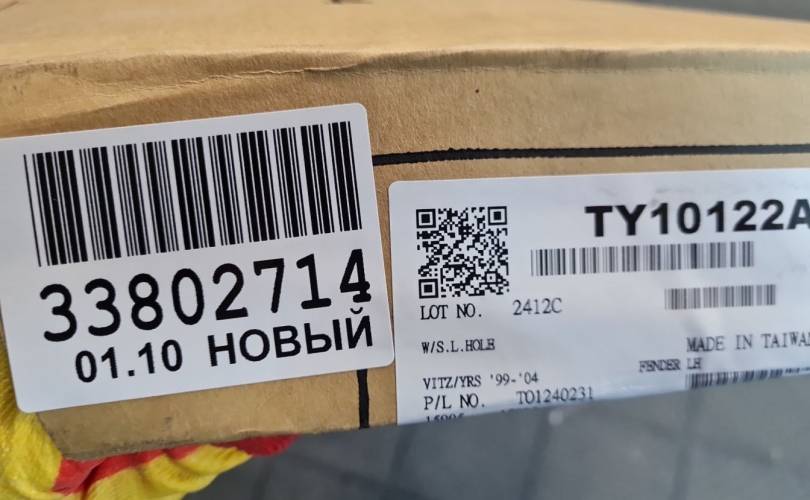 33802714
01.10 НОВЫЙ
TY10122A
LOT NO. 2412C
W/S.L.HOLE
MADE IN TAIWA
FENDER LH
VITZ/YRS '99-'04
P/L NO. TO1240231